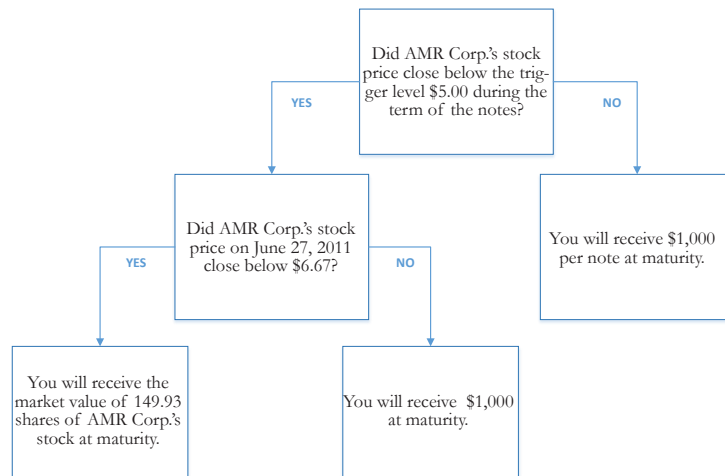 Did AMR Corp.'s stock
price close below the trig-
ger level $5.00 during the
term of the notes?
YES
NO
Did AMR Corp.'s stock
price on June 27, 2011
close below $6.67?
You will receive $1,000
per note at maturity.
YES
NO
You will receive the
market value of 149.93
shares of AMR Corp.'s
stock at maturity.
You will receive $1,000
at maturity.